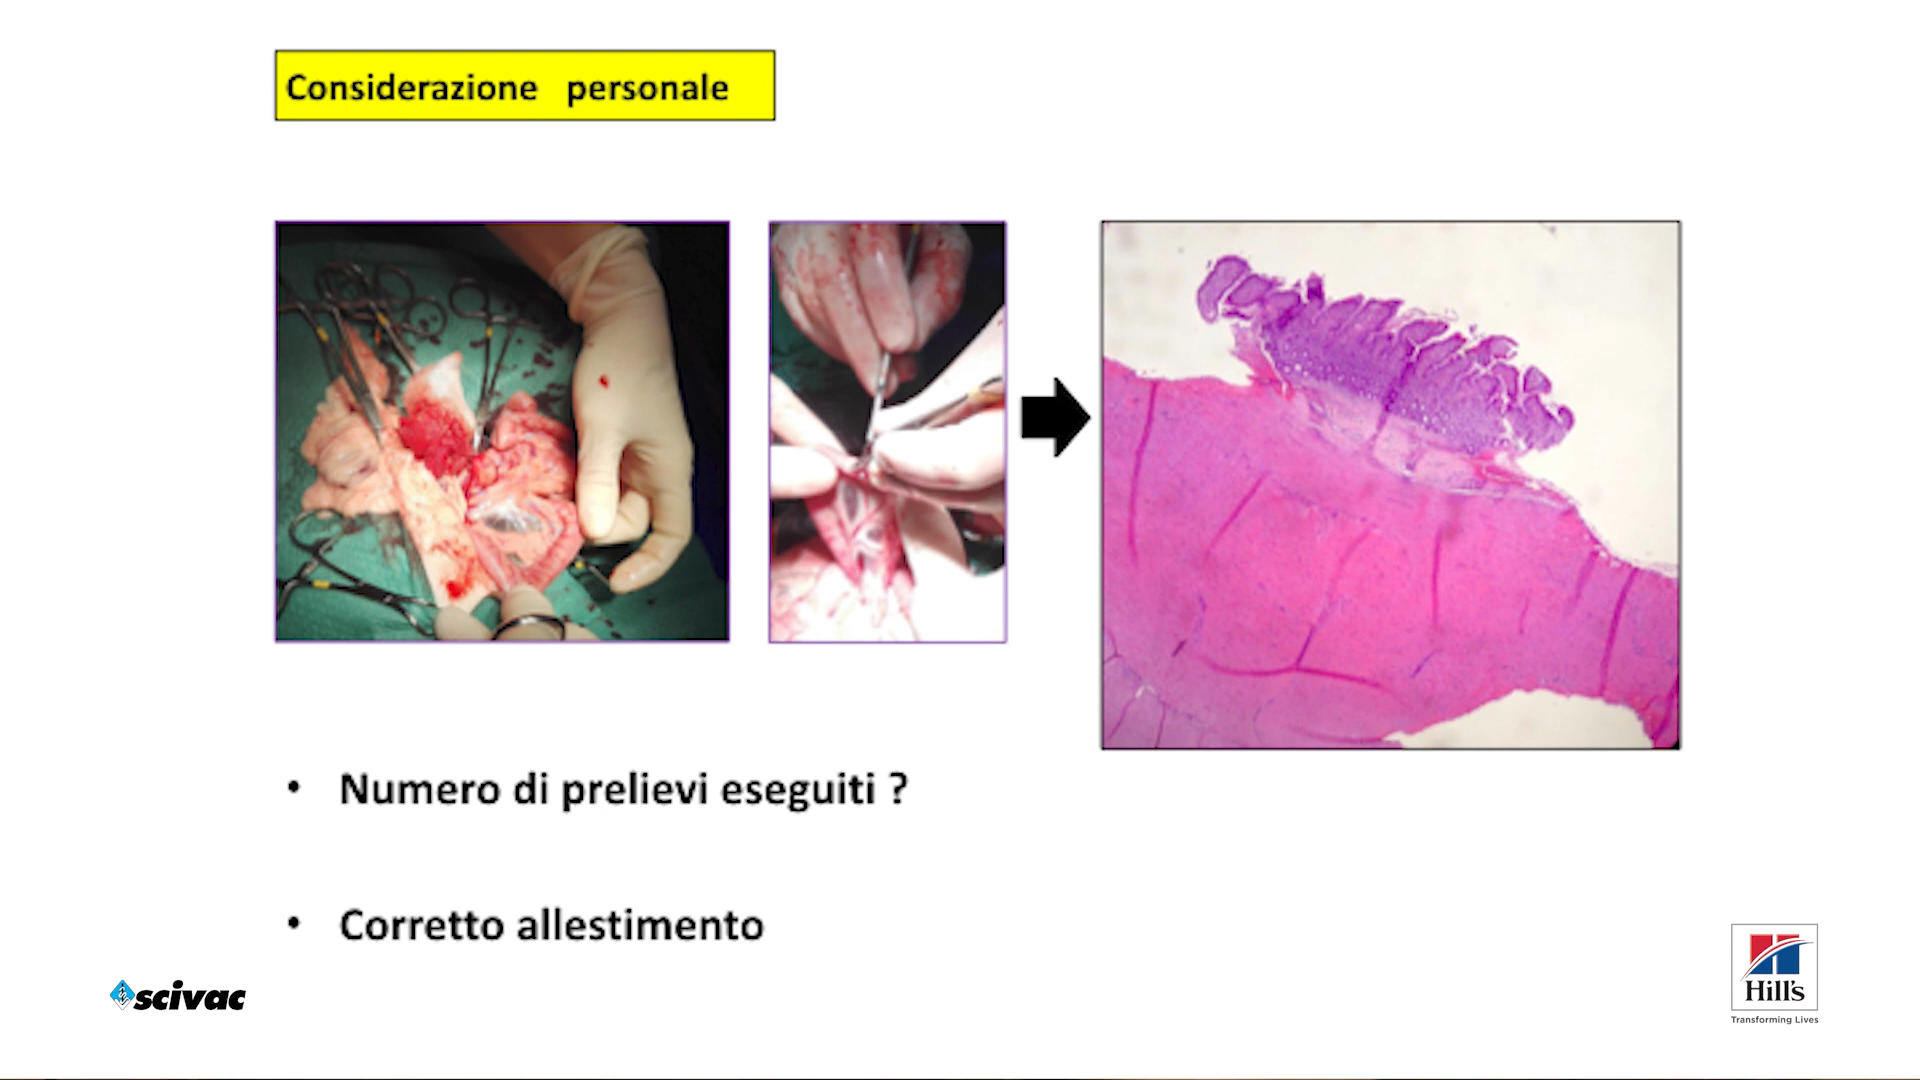 Considerazione personale
Numero di prelievi eseguiti ?
Corretto allestimento
scivac
Hill's
Transforming Lives